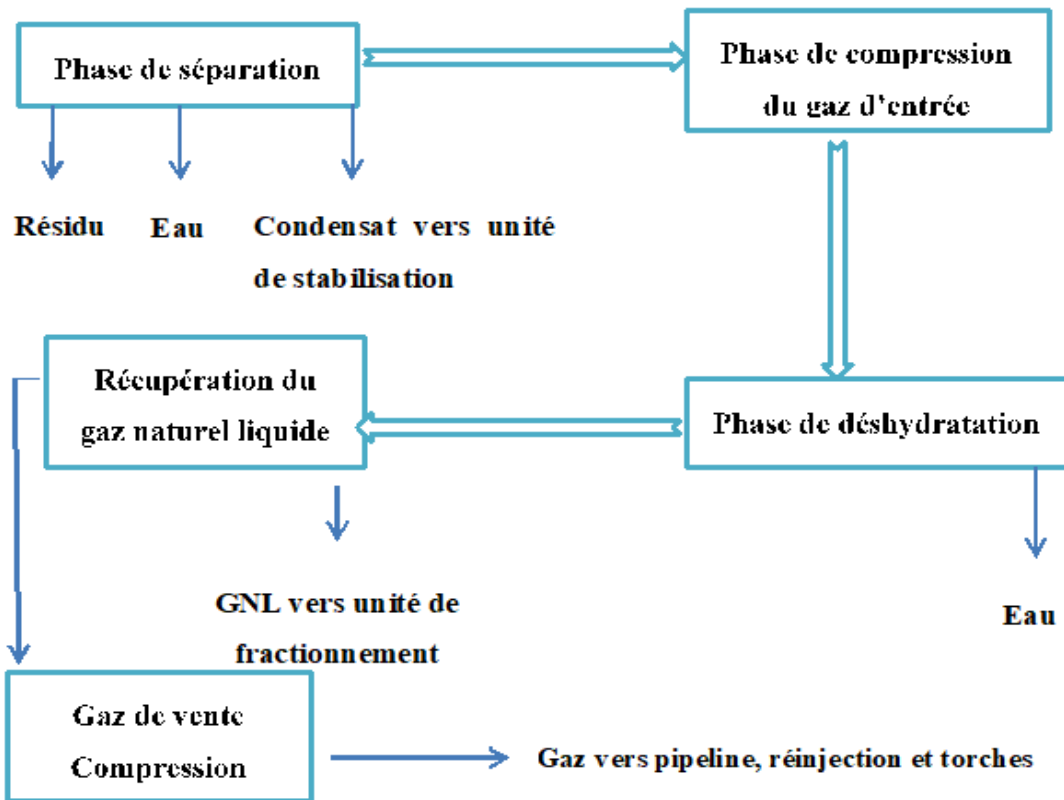 Phase de séparation
Phase de compression
du gaz d'entrée
Résidu
Eau
Condensat vers unité
de stabilisation
Récupération du
gaz naturel liquide
Phase de déshydratation
GNL vers unité de
fractionnement
Eau
Gaz de vente
Compression
Gaz vers pipeline, réinjection et torches